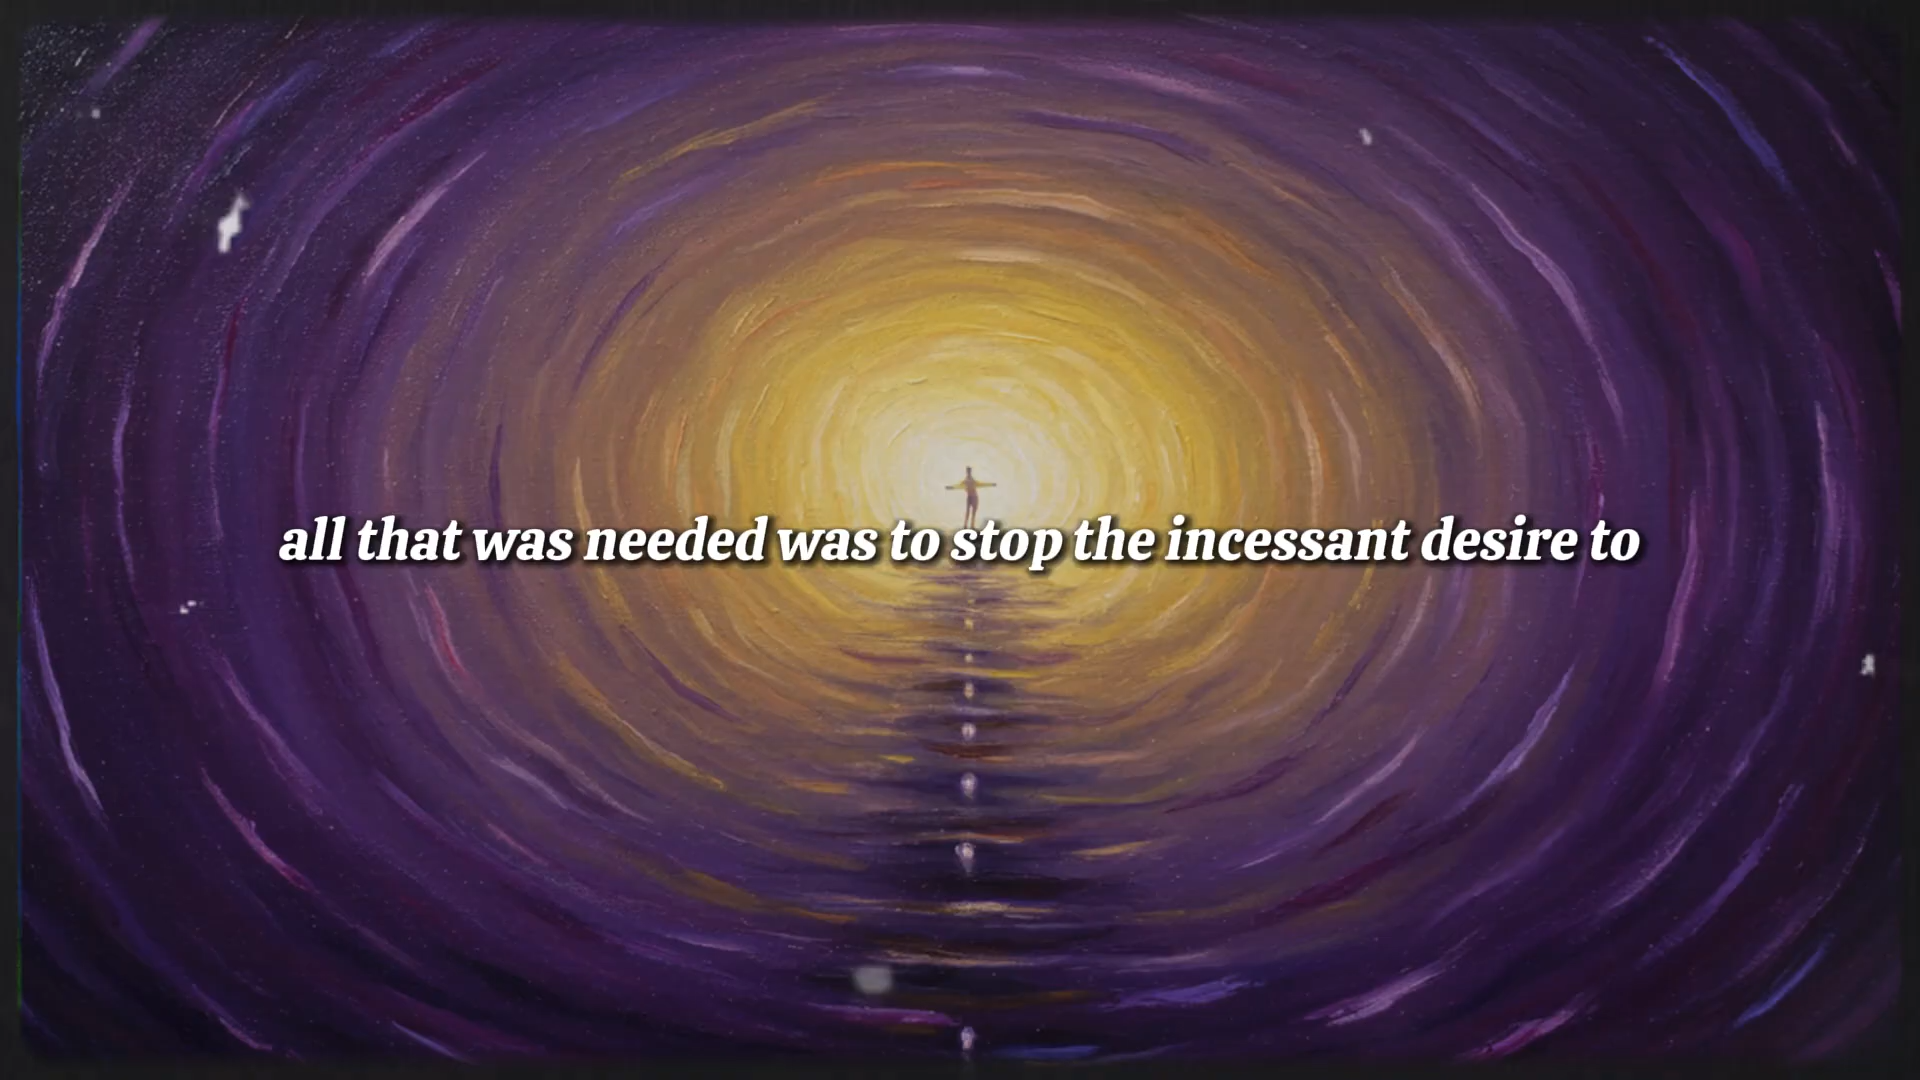 all that was needed was to stop the incessant desire to